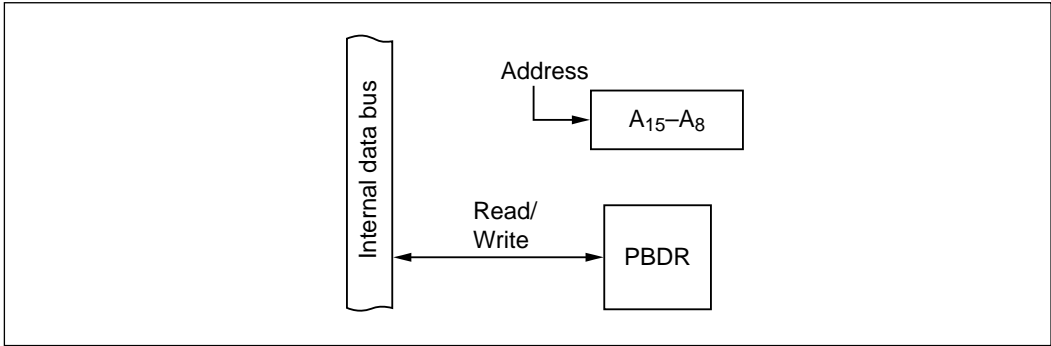 Internal data bus
Address
A₁₅–A₈
Read/
Write
PBDR